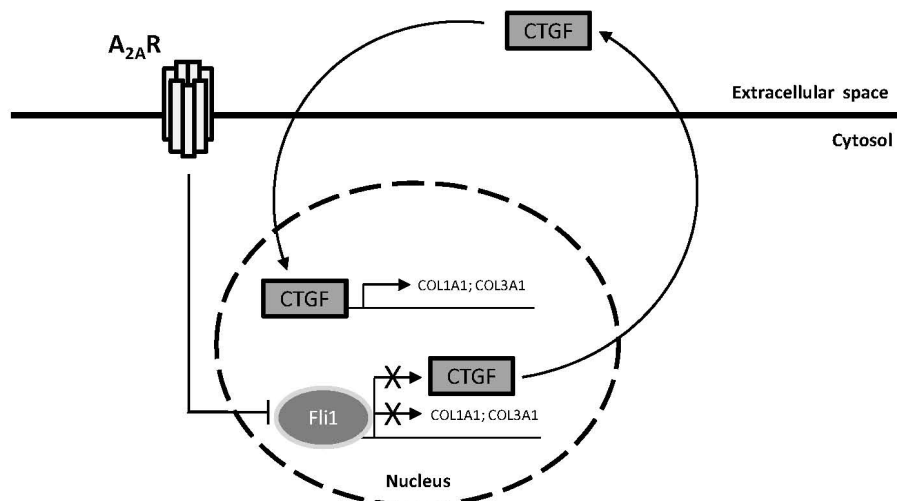 CTGF
A2AR
Extracellular space
Cytosol
CTGF
COL1A1; COL3A1
CTGF
Fli1
COL1A1; COL3A1
Nucleus